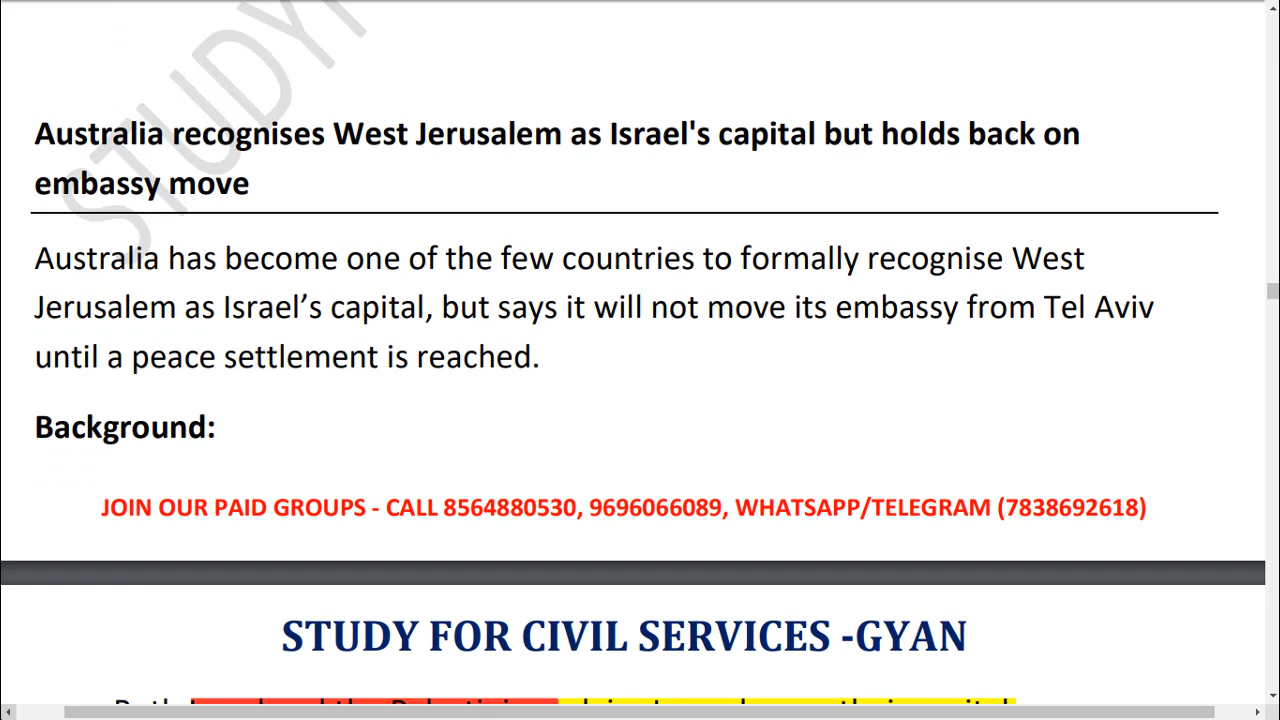 Australia recognises West Jerusalem as Israel's capital but holds back on
embassy move
Australia has become one of the few countries to formally recognise West
Jerusalem as Israel’s capital, but says it will not move its embassy from Tel Aviv
until a peace settlement is reached.
Background:
JOIN OUR PAID GROUPS - CALL 8564880530, 9696066089, WHATSAPP/TELEGRAM (7838692618)
STUDY FOR CIVIL SERVICES -GYAN